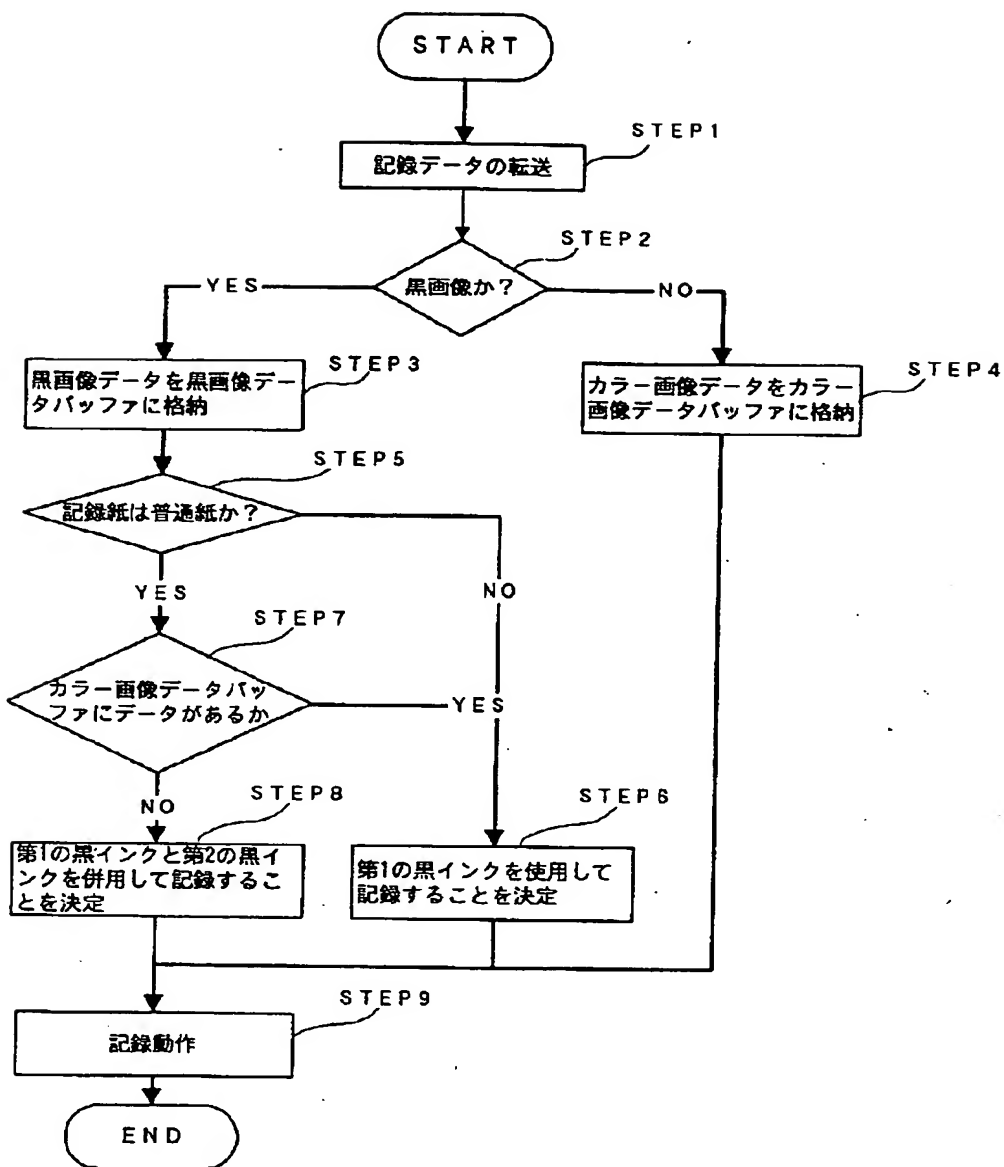 START
STEP1
記録データの転送
STEP2
黒画像か？
YES
NO
STEP3
黒画像データを黒画像デー
タバッファに格納
STEP4
カラー画像データをカラー
画像データバッファに格納
STEP5
記録紙は普通紙か？
YES
NO
STEP7
カラー画像データバッ
ファにデータがあるか
YES
NO
STEP8
第1の黒インクと第2の黒イ
ンクを併用して記録するこ
とを決定
STEP6
第1の黒インクを使用して
記録することを決定
STEP9
記録動作
END